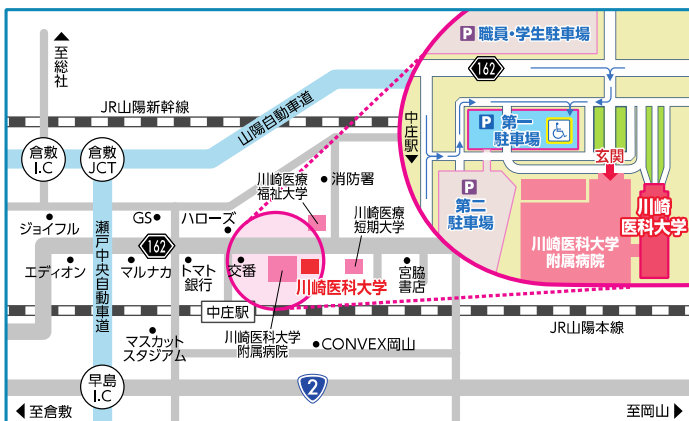 至総社
JR山陽新幹線
山陽自動車道
倉敷
I.C
倉敷
JCT
瀬戸中央自動車道
ジョイフル
GS
ハローズ
川崎医療
福祉大学
消防署
川崎医療
短期大学
162
エディオン
マルナカ
トマト
銀行
交番
川崎医科大学
宮脇
書店
中庄駅
川崎医科大学
附属病院
JR山陽本線
マスカット
スタジアム
CONVEX岡山
早島
I.C
2
至倉敷
至岡山
P 職員・学生駐車場
162
中庄駅
P 第一
駐車場
玄関
P
第二
駐車場
川崎医科大学
附属病院
川崎
医科大学